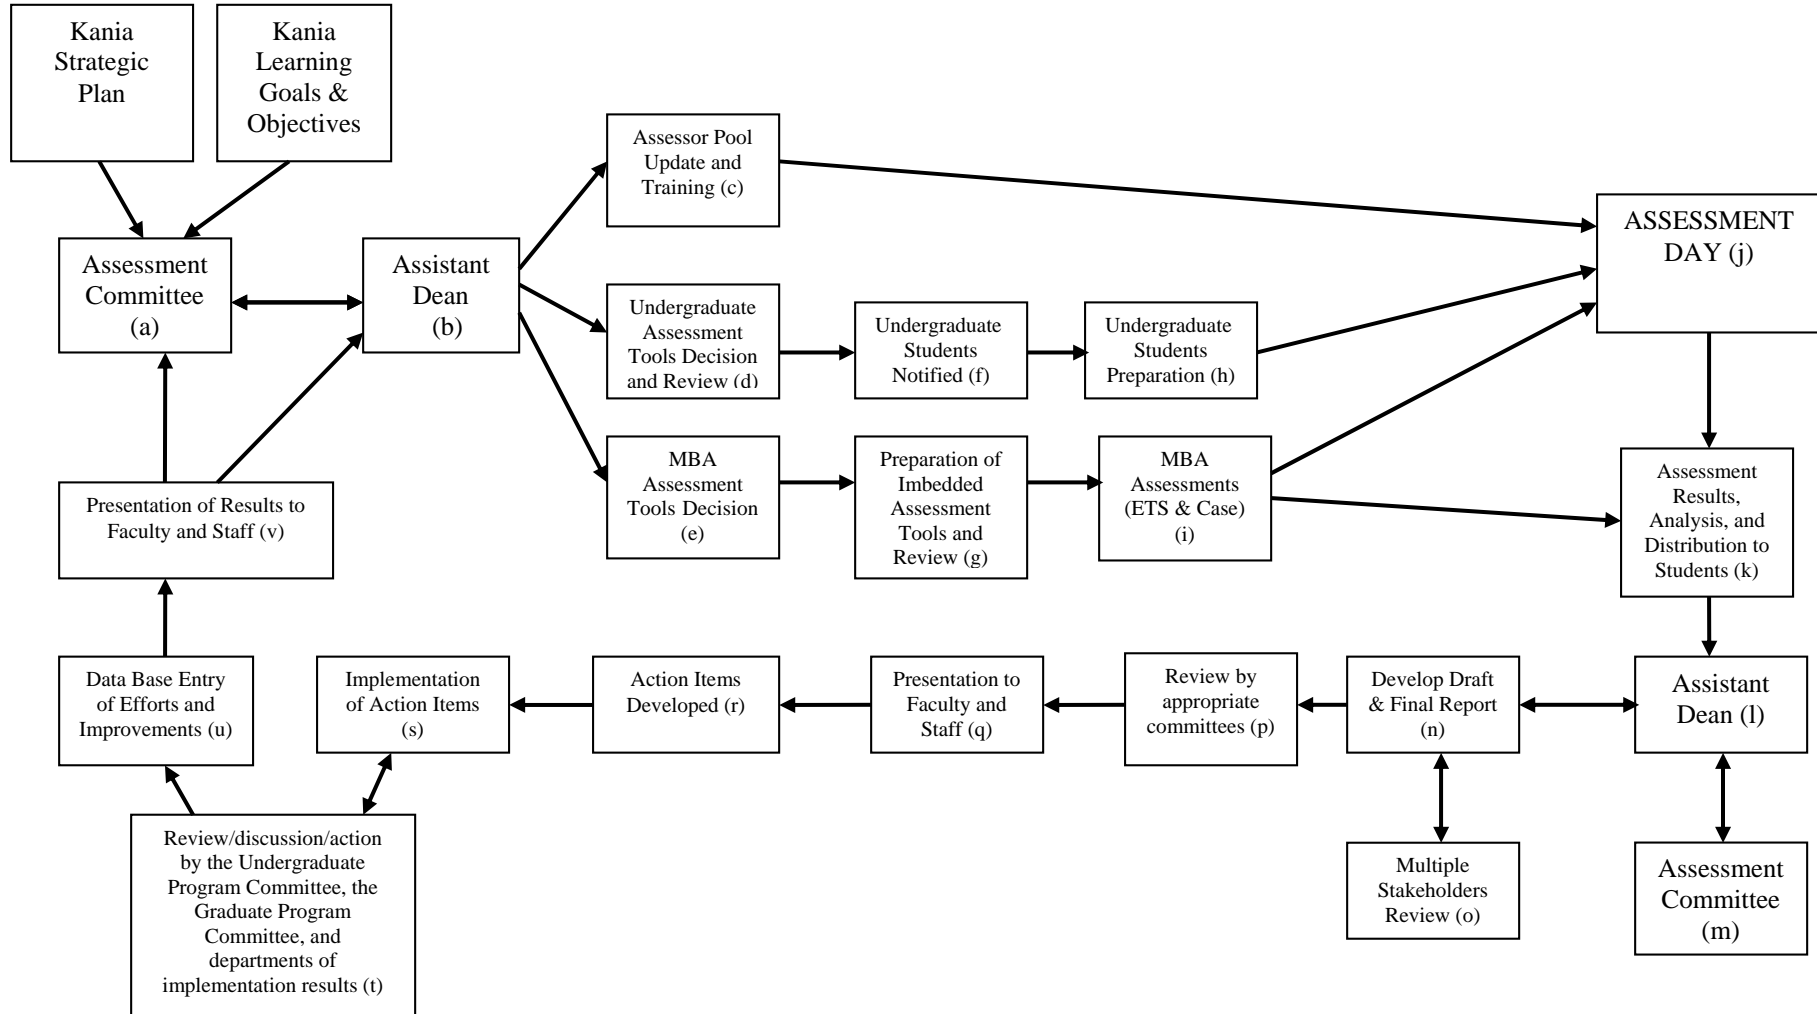 Kania
Strategic
Plan
Kania
Learning
Goals &
Objectives
Assessor Pool
Update and
Training (c)
ASSESSMENT
DAY (j)
Assessment
Committee
(a)
Assistant
Dean
(b)
Undergraduate
Assessment
Tools Decision
and Review (d)
Undergraduate
Students
Notified (f)
Undergraduate
Students
Preparation (h)
MBA
Assessment
Tools Decision
(e)
Preparation of
Imbedded
Assessment
Tools and
Review (g)
MBA
Assessments
(ETS & Case)
(i)
Assessment
Results,
Analysis, and
Distribution to
Students (k)
Presentation of Results to
Faculty and Staff (v)
Data Base Entry
of Efforts and
Improvements (u)
Implementation
of Action Items
(s)
Action Items
Developed (r)
Presentation to
Faculty and
Staff (q)
Review by
appropriate
committees (p)
Develop Draft
& Final Report
(n)
Assistant
Dean (l)
Review/discussion/action
by the Undergraduate
Program Committee, the
Graduate Program
Committee, and
departments of
implementation results (t)
Multiple
Stakeholders
Review (o)
Assessment
Committee
(m)